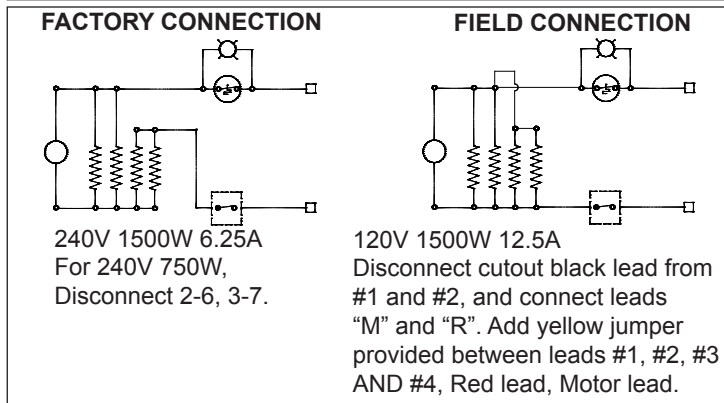 FACTORY CONNECTION
240V 1500W 6.25A
For 240V 750W,
Disconnect 2-6, 3-7.
FIELD CONNECTION
120V 1500W 12.5A
Disconnect cutout black lead from
#1 and #2, and connect leads
“M” and “R”. Add yellow jumper
provided between leads #1, #2, #3
AND #4, Red lead, Motor lead.